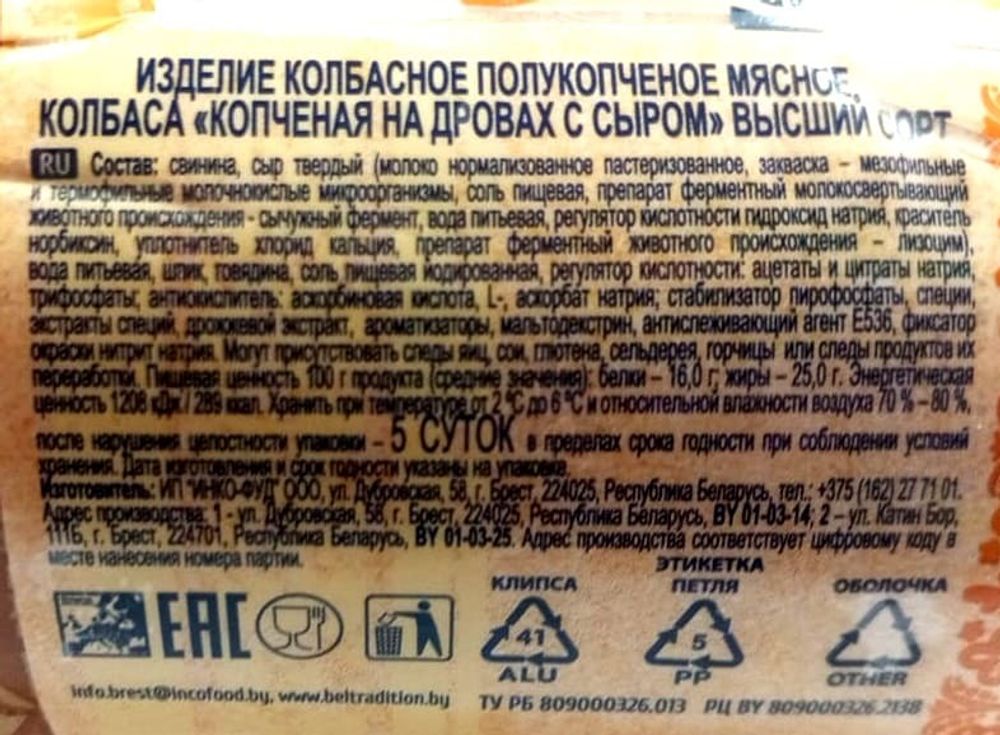 ИЗДЕЛИЕ КОЛБАСНОЕ ПОЛУКОПЧЕНОЕ МЯСНОЕ,
КОЛБАСА «КОПЧЕНАЯ НА ДРОВАХ С СЫРОМ» ВЫСШИЙ СОРТ
RU Состав: свинина, сыр твердый (молоко нормализованное пастеризованное, закваска – мезофильные
и термофильные молочнокислые микроорганизмы, соль пищевая, препарат ферментный молокосвертывающий
животного происхождения - сычужный фермент, вода питьевая, регулятор кислотности гидроксид натрия, краситель
норбиксин, уплотнитель хлорид кальция, препарат ферментный животного происхождения – лизоцим),
вода питьевая, шпик, говядина, соль пищевая йодированная, регулятор кислотности: ацетаты и цитраты натрия,
трифосфаты; антиокислитель: аскорбиновая кислота, L-, аскорбат натрия; стабилизатор пирофосфаты, специи,
экстракты специй, дрожжевой экстракт, ароматизаторы, мальтодекстрин, антислеживающий агент Е536, фиксатор
окраски нитрит натрия. Могут присутствовать следы яиц, сои, глютена, сельдерея, горчицы или следы продуктов их
переработки. Пищевая ценность 100 г продукта (средние значения): белки – 16,0 г; жиры – 25,0 г. Энергетическая
ценность 1208 кДж / 289 ккал. Хранить при температуре от 2 °С до 6 °С и относительной влажности воздуха 70 % – 80 %,
после нарушения целостности упаковки – 5 СУТОК в пределах срока годности при соблюдении условий
хранения. Дата изготовления и срок годности указаны на упаковке.
Изготовитель: ИП "ИНКО-ФУД" ООО, ул. Дубровская, 58, г. Брест, 224025, Республика Беларусь, тел.: +375 (162) 27 71 01.
Адрес производства: 1 - ул. Дубровская, 58, г. Брест, 224025, Республика Беларусь, BY 01-03-14; 2 – ул. Катин Бор,
111Б, г. Брест, 224701, Республика Беларусь, BY 01-03-25. Адрес производства соответствует цифровому коду в
месте нанесения номера партии.
КЛИПСА
ЭТИКЕТКА
ПЕТЛЯ
ОБОЛОЧКА
EAC
41
5
ALU
PP
OTHER
info.brest@incofood.by, www.beltradition.by
ТУ РБ 809000326.013 РЦ BY 809000326.2138